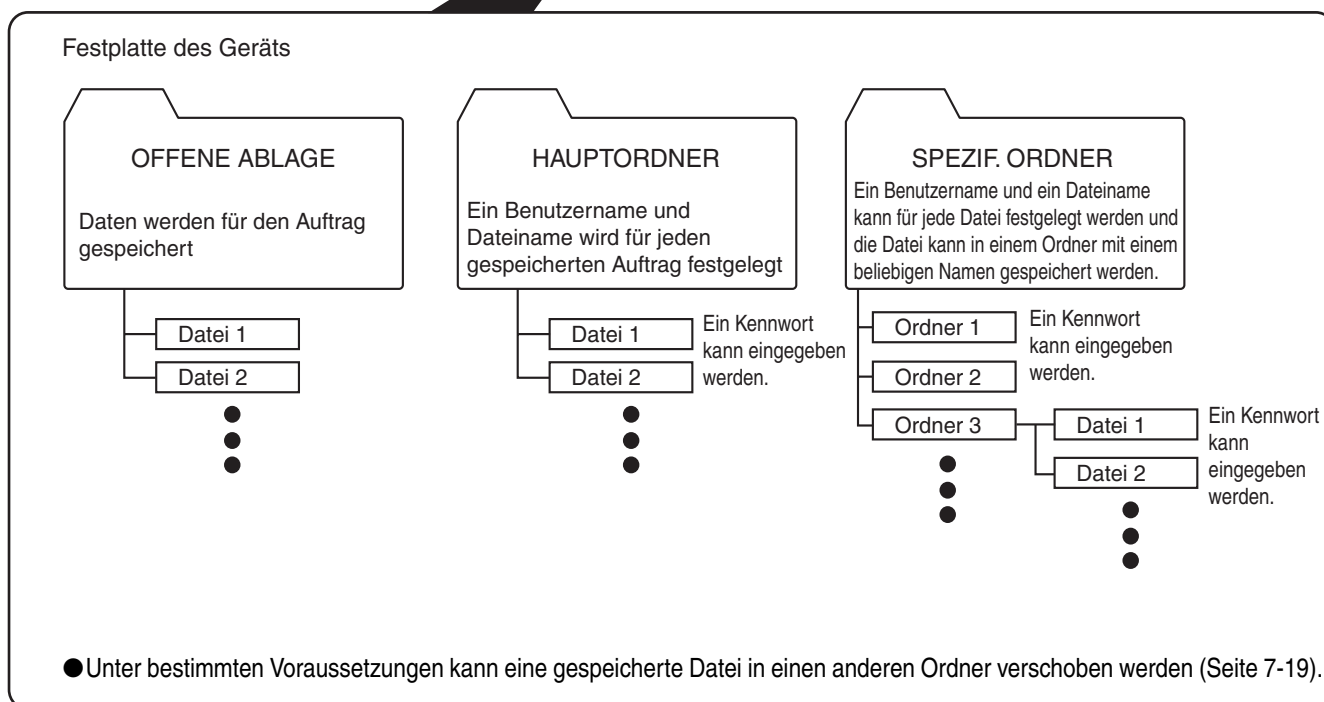 Festplatte des Geräts
OFFENE ABLAGE
Daten werden für den Auftrag
gespeichert
Datei 1
Datei 2
HAUPTORDNER
Ein Benutzername und
Dateiname wird für jeden
gespeicherten Auftrag festgelegt
Datei 1
Datei 2
Ein Kennwort
kann eingegeben
werden.
SPEZIF. ORDNER
Ein Benutzername und ein Dateiname
kann für jede Datei festgelegt werden und
die Datei kann in einem Ordner mit einem
beliebigen Namen gespeichert werden.
Ordner 1
Ordner 2
Ordner 3
Ein Kennwort
kann eingegeben
werden.
Datei 1
Datei 2
Ein Kennwort
kann
eingegeben
werden.
●Unter bestimmten Voraussetzungen kann eine gespeicherte Datei in einen anderen Ordner verschoben werden (Seite 7-19).